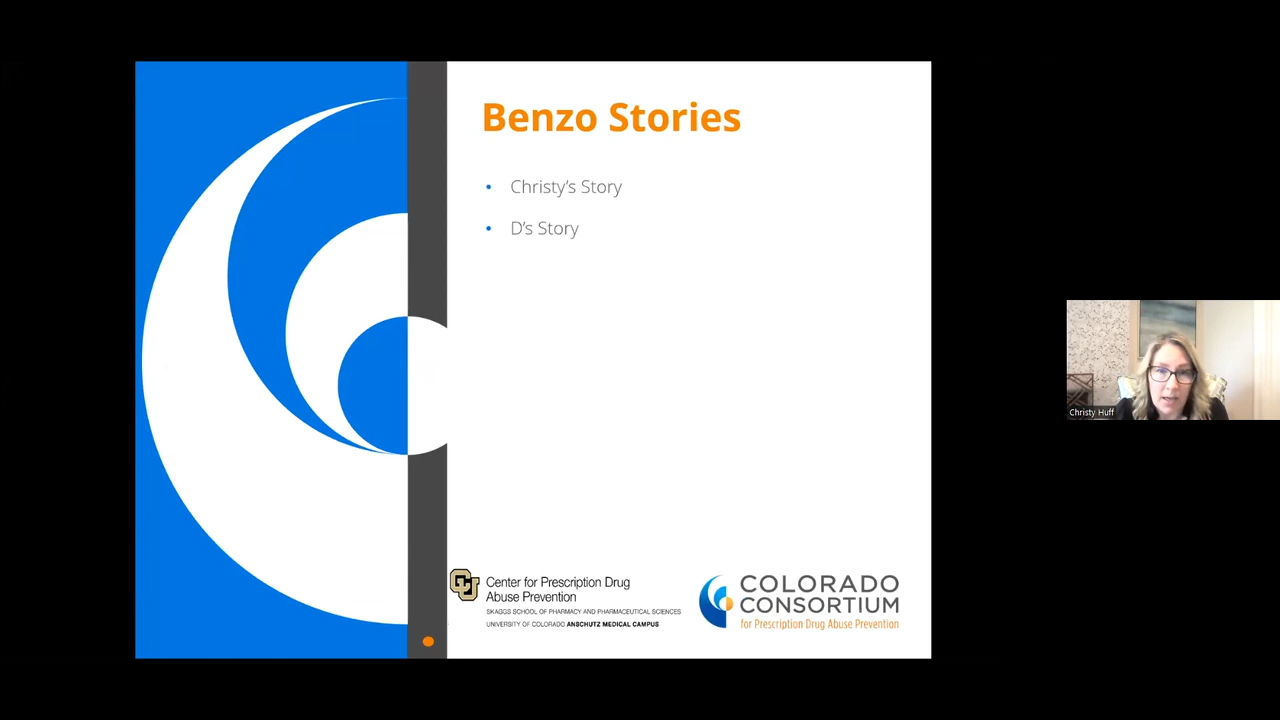 Benzo Stories
• Christy's Story
• D's Story
Christy Huff
CU
Center for Prescription Drug
Abuse Prevention
SKAGGS SCHOOL OF PHARMACY AND PHARMACEUTICAL SCIENCES
UNIVERSITY OF COLORADO ANSCHUTZ MEDICAL CAMPUS
COLORADO
CONSORTIUM
for Prescription Drug Abuse Prevention